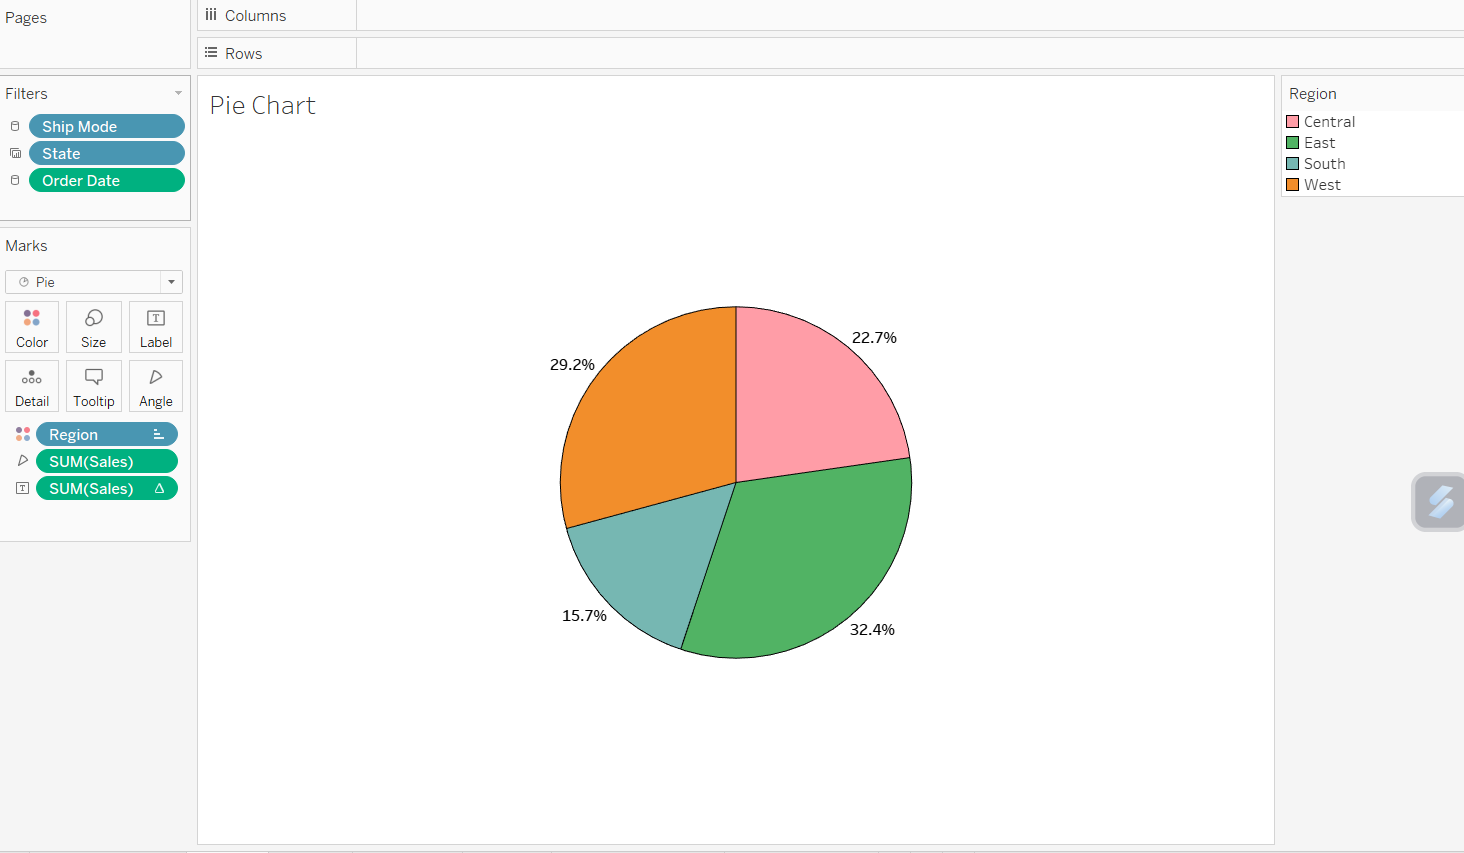 Pages
Columns
Rows
Filters
Ship Mode
State
Order Date
Marks
Pie
Color
Size
Label
Detail
Tooltip
Angle
Region
SUM(Sales)
SUM(Sales)
Pie Chart
22.7%
29.2%
15.7%
32.4%
Region
Central
East
South
West